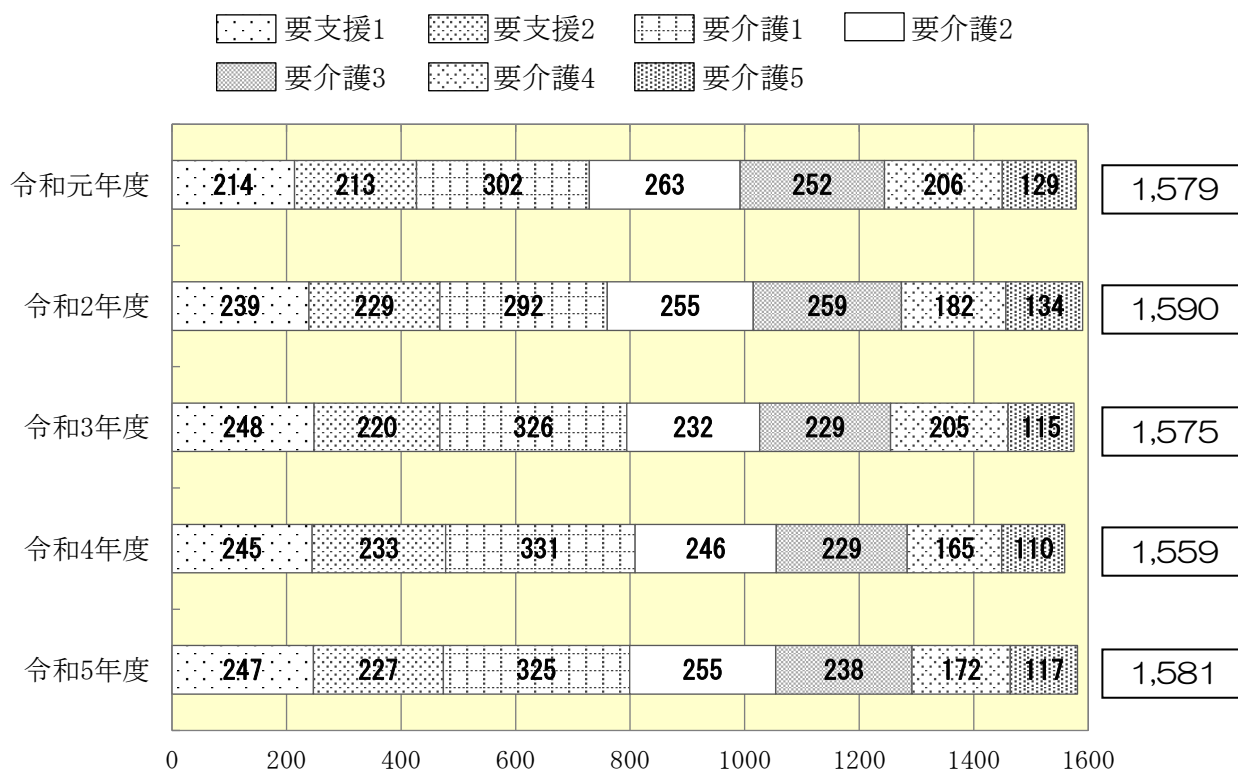 要支援1 要支援2 要介護1 要介護2
要介護3 要介護4 要介護5
令和元年度 214 213 302 263 252 206 129 1,579
令和2年度 239 229 292 255 259 182 134 1,590
令和3年度 248 220 326 232 229 205 115 1,575
令和4年度 245 233 331 246 229 165 110 1,559
令和5年度 247 227 325 255 238 172 117 1,581
0 200 400 600 800 1000 1200 1400 1600